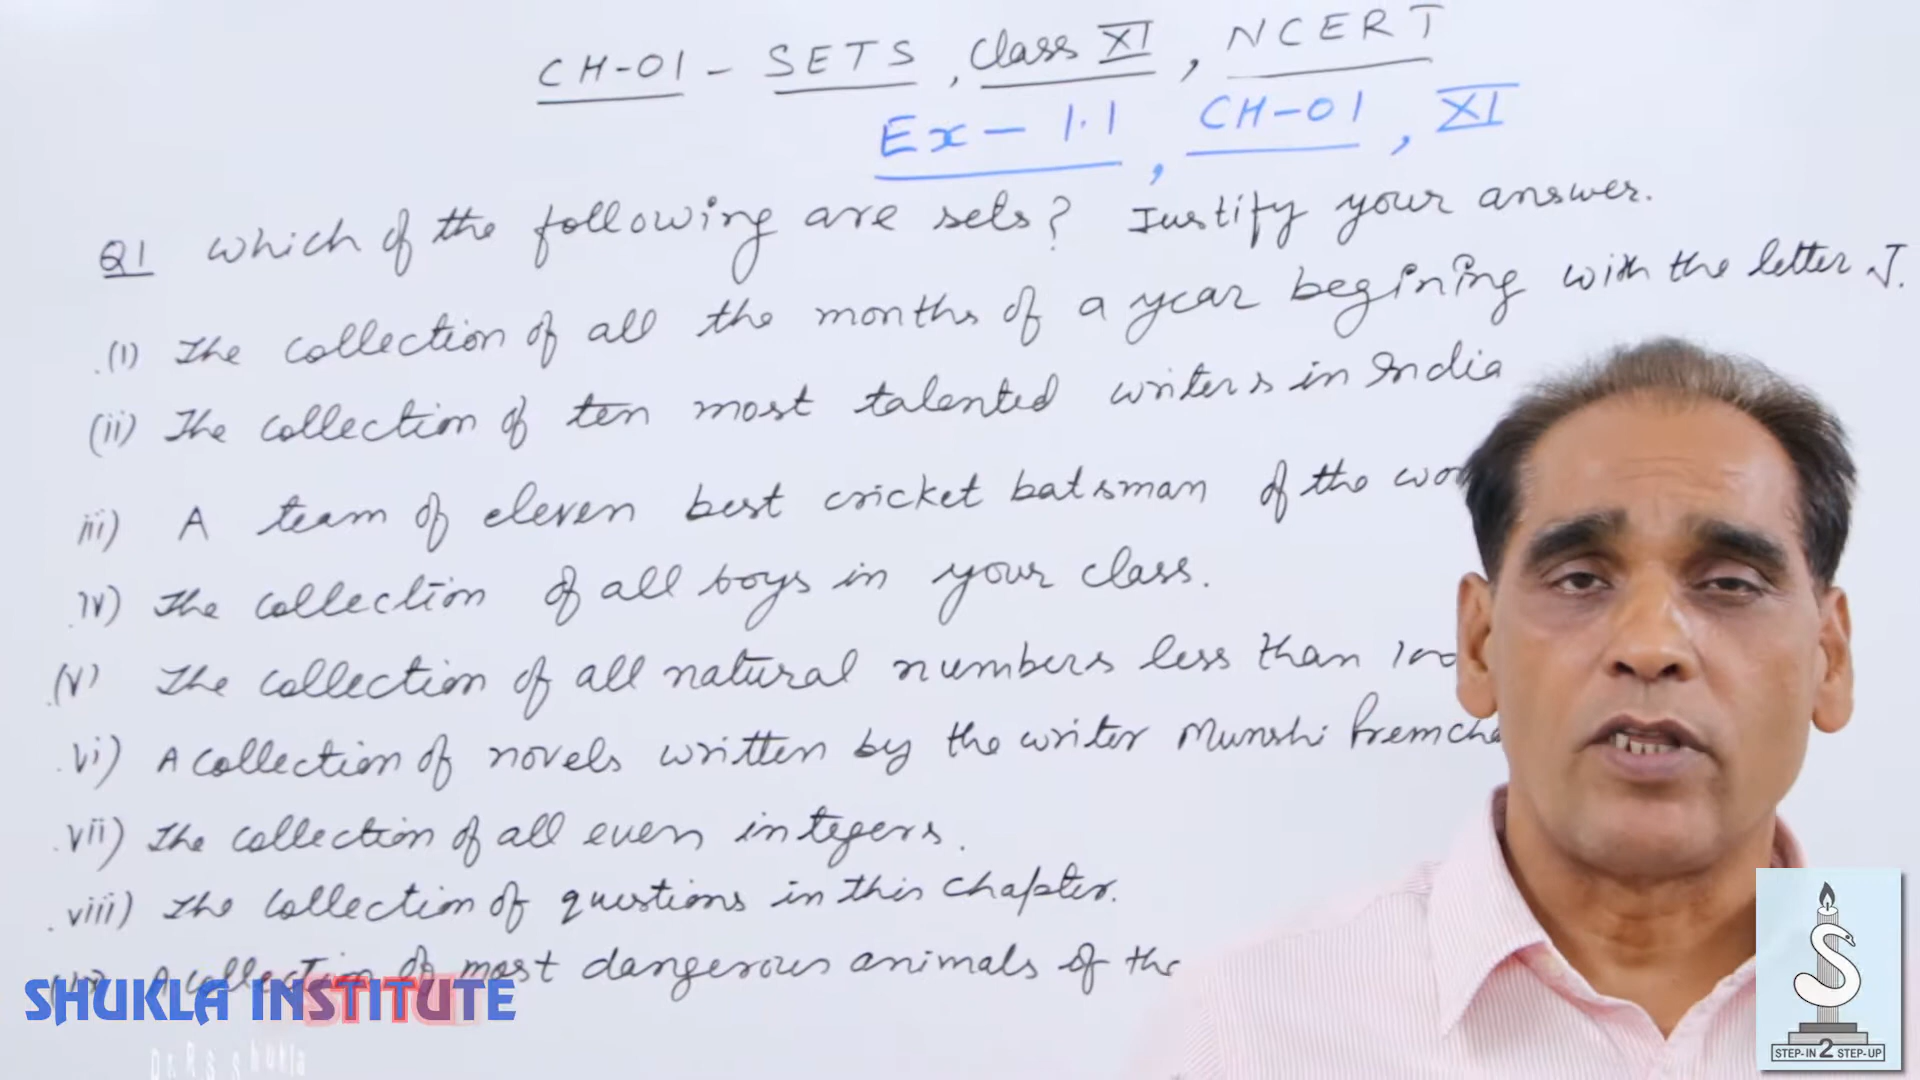 CH-01 - SETS, Class XI, NCERT
Ex - 1.1, CH-01, XI
Q1 Which of the following are sets? Justify your answer.
(i) The collection of all the months of a year begining with the letter J.
(ii) The collection of ten most talented writers in India
iii) A team of eleven best cricket batsman of the
iv) The collection of all boys in your class.
(v) The collection of all natural numbers less than 100
vi) A collection of novels written by the writer Munshi
vii) The collection of all even integers.
viii) The collection of questions in this chapter.
A collection of most dangerous animals of the
SHUKLA INSTITUTE
Dr. R.S Shukla
S
STEP-IN 2 STEP-UP